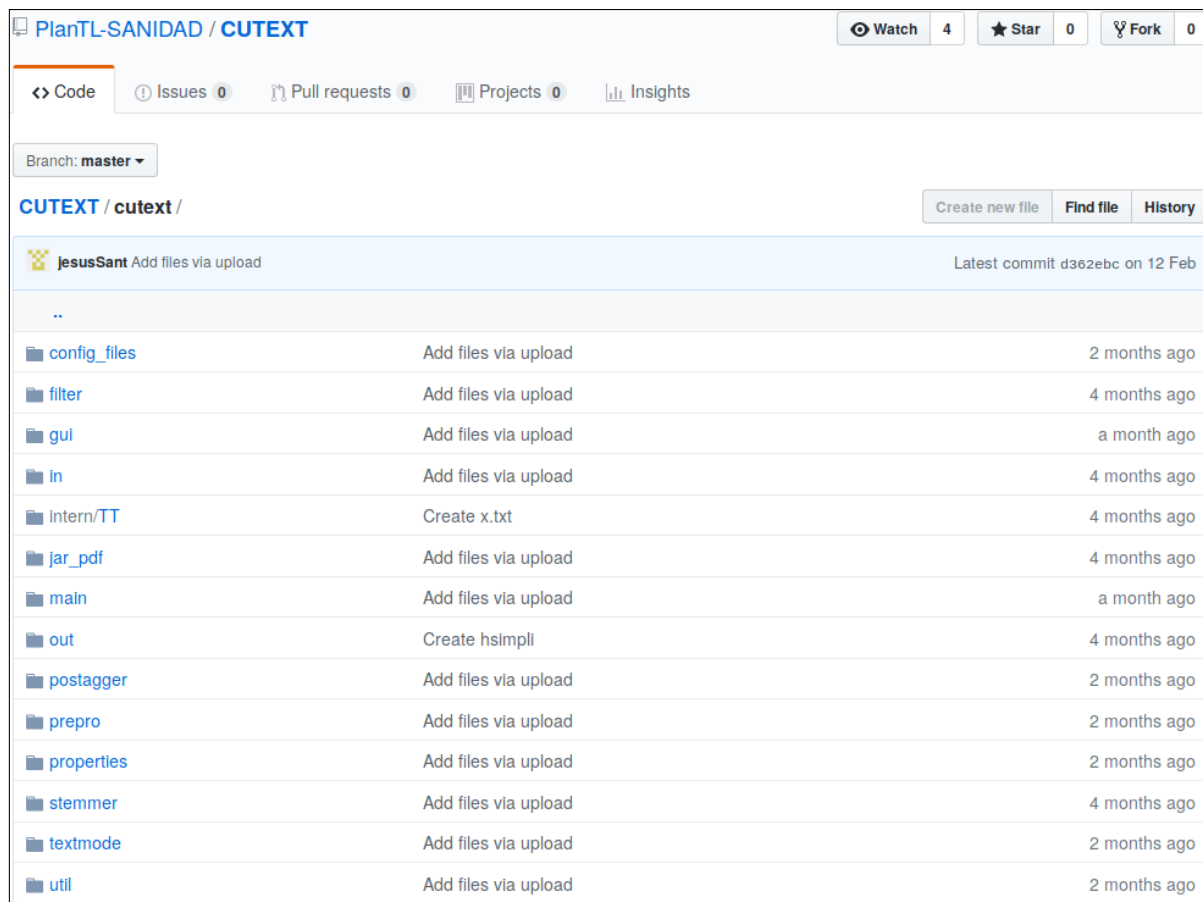 PlanTL-SANIDAD / CUTEXT Watch 4 Star 0 Fork 0
Code Issues 0 Pull requests 0 Projects 0 Insights
Branch: master
CUTEXT / cutext / Create new file Find file History
jesusSant Add files via upload Latest commit d362ebc on 12 Feb
..
config_files Add files via upload 2 months ago
filter Add files via upload 4 months ago
gui Add files via upload a month ago
in Add files via upload 4 months ago
intern/TT Create x.txt 4 months ago
jar_pdf Add files via upload 4 months ago
main Add files via upload a month ago
out Create hsimpli 4 months ago
postagger Add files via upload 2 months ago
prepro Add files via upload 2 months ago
properties Add files via upload 2 months ago
stemmer Add files via upload 4 months ago
textmode Add files via upload 2 months ago
util Add files via upload 2 months ago